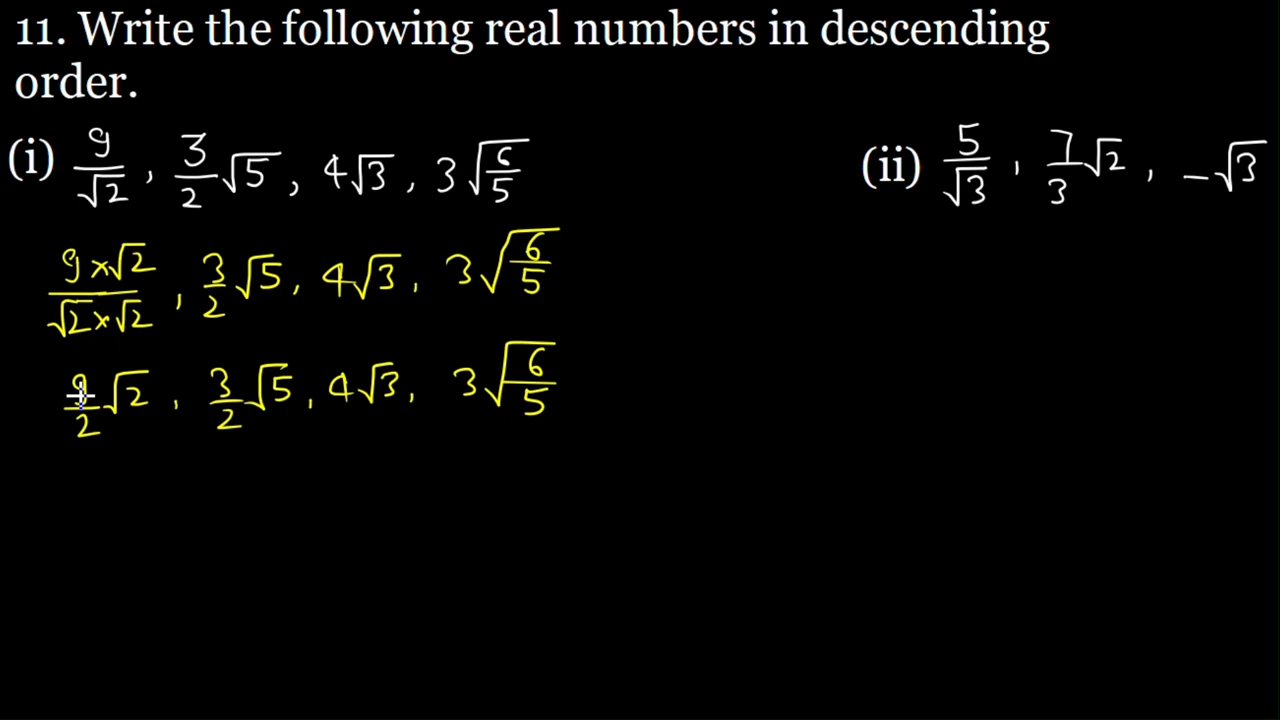 11. Write the following real numbers in descending
order.
(i) 9/√2, 3/2 √5, 4√3, 3√(6/5) (ii) 5/√3, 7/3 √2, -√3
9×√2/√2×√2, 3/2 √5, 4√3, 3√(6/5)
9/2 √2, 3/2 √5, 4√3, 3√(6/5)